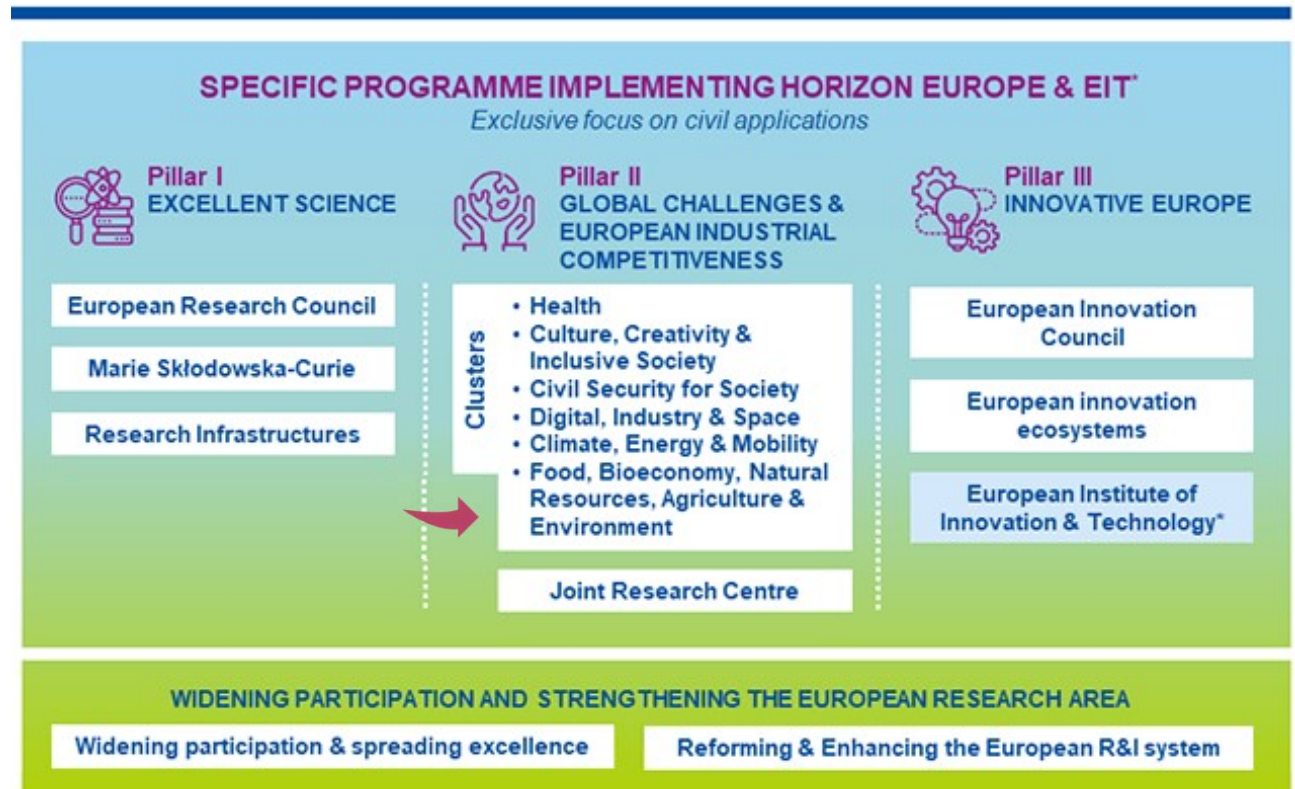 SPECIFIC PROGRAMME IMPLEMENTING HORIZON EUROPE & EIT*
Exclusive focus on civil applications
Pillar I
EXCELLENT SCIENCE
European Research Council
Marie Skłodowska-Curie
Research Infrastructures
Pillar II
GLOBAL CHALLENGES &
EUROPEAN INDUSTRIAL
COMPETITIVENESS
Clusters
• Health
• Culture, Creativity &
Inclusive Society
• Civil Security for Society
• Digital, Industry & Space
• Climate, Energy & Mobility
• Food, Bioeconomy, Natural
Resources, Agriculture &
Environment
Joint Research Centre
Pillar III
INNOVATIVE EUROPE
European Innovation
Council
European innovation
ecosystems
European Institute of
Innovation & Technology*
WIDENING PARTICIPATION AND STRENGTHENING THE EUROPEAN RESEARCH AREA
Widening participation & spreading excellence
Reforming & Enhancing the European R&I system